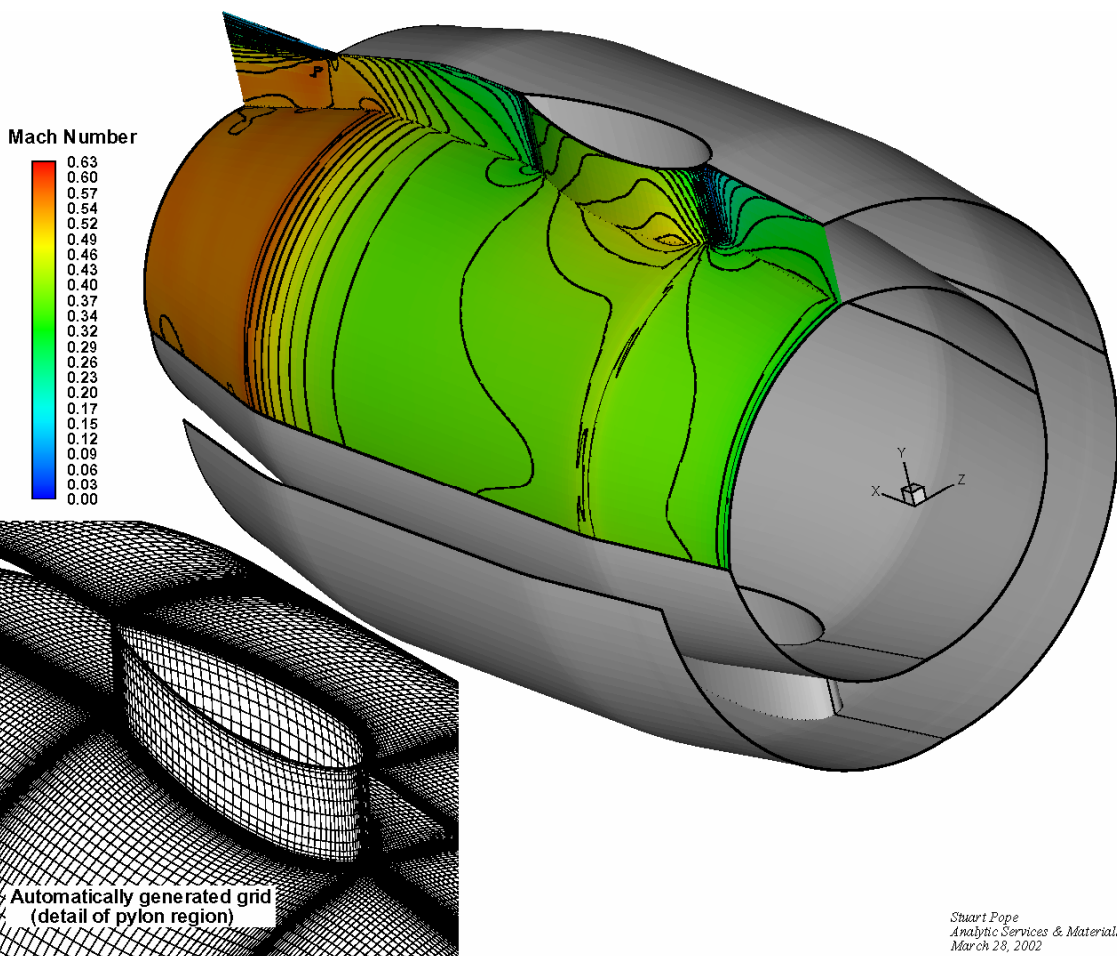 Mach Number
0.63
0.60
0.57
0.54
0.52
0.49
0.46
0.43
0.40
0.37
0.34
0.32
0.29
0.26
0.23
0.20
0.17
0.15
0.12
0.09
0.06
0.03
0.00
Y
X
Z
Automatically generated grid
(detail of pylon region)
Stuart Pope
Analytic Services & Material
March 28, 2002